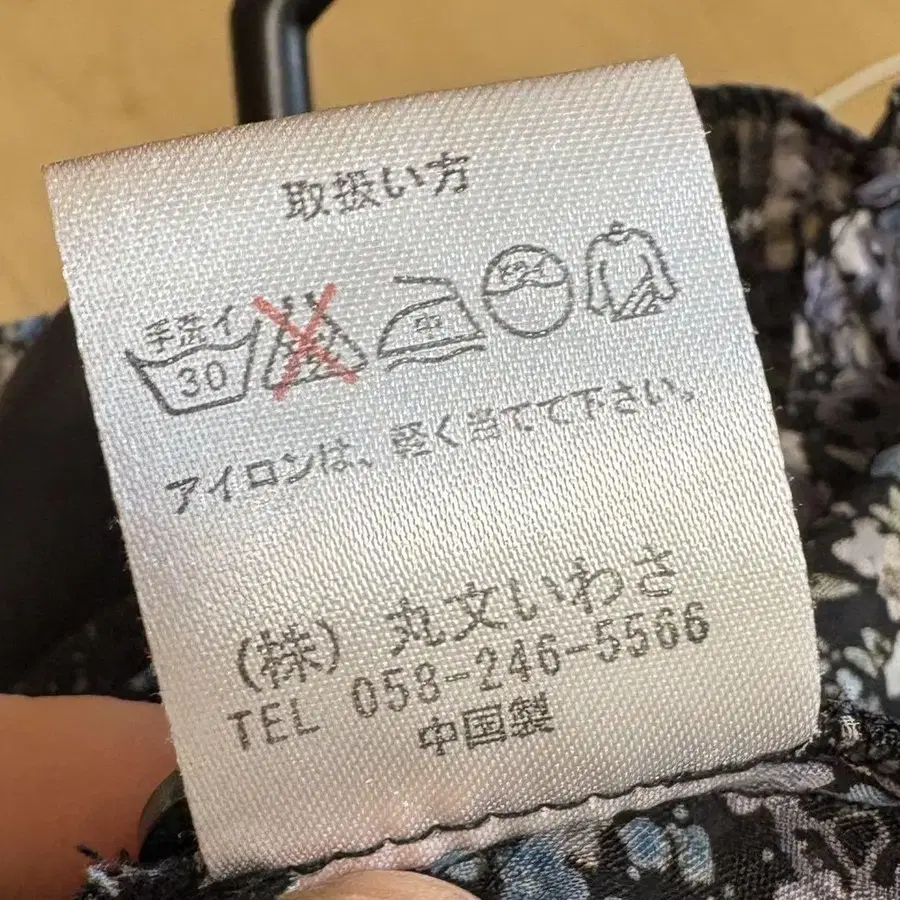 取扱い方
手洗イ
30
中
アイロンは、軽く当てて下さい。
(株) 丸文いわさ
TEL 058-246-5566
中国製